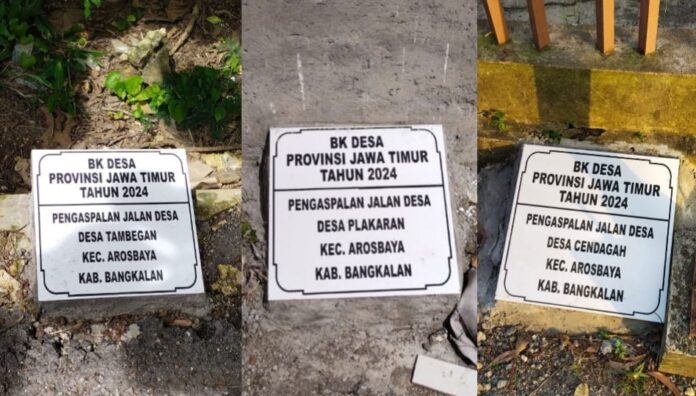 BK DESA
PROVINSI JAWA TIMUR
TAHUN 2024
PENGASPALAN JALAN DESA
DESA TAMBEGAN
KEC. AROSBAYA
KAB. BANGKALAN
BK DESA
PROVINSI JAWA TIMUR
TAHUN 2024
PENGASPALAN JALAN DESA
DESA PLAKARAN
KEC. AROSBAYA
KAB. BANGKALAN
BK DESA
PROVINSI JAWA TIMUR
TAHUN 2024
PENGASPALAN JALAN DESA
DESA CENDAGAH
KEC. AROSBAYA
KAB. BANGKALAN